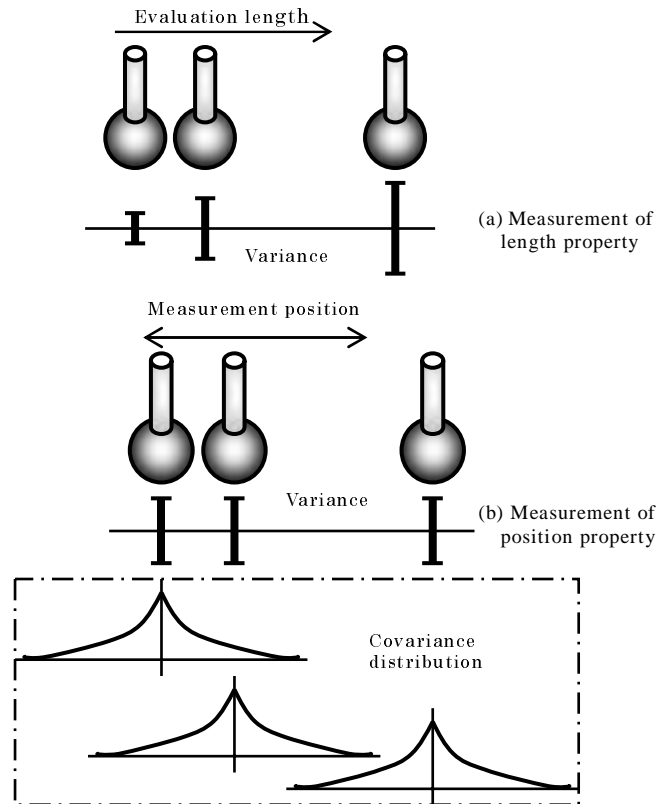 Evaluation length
(a) Measurement of
length property
Variance
Measurement position
Variance
(b) Measurement of
position property
Covariance
distribution